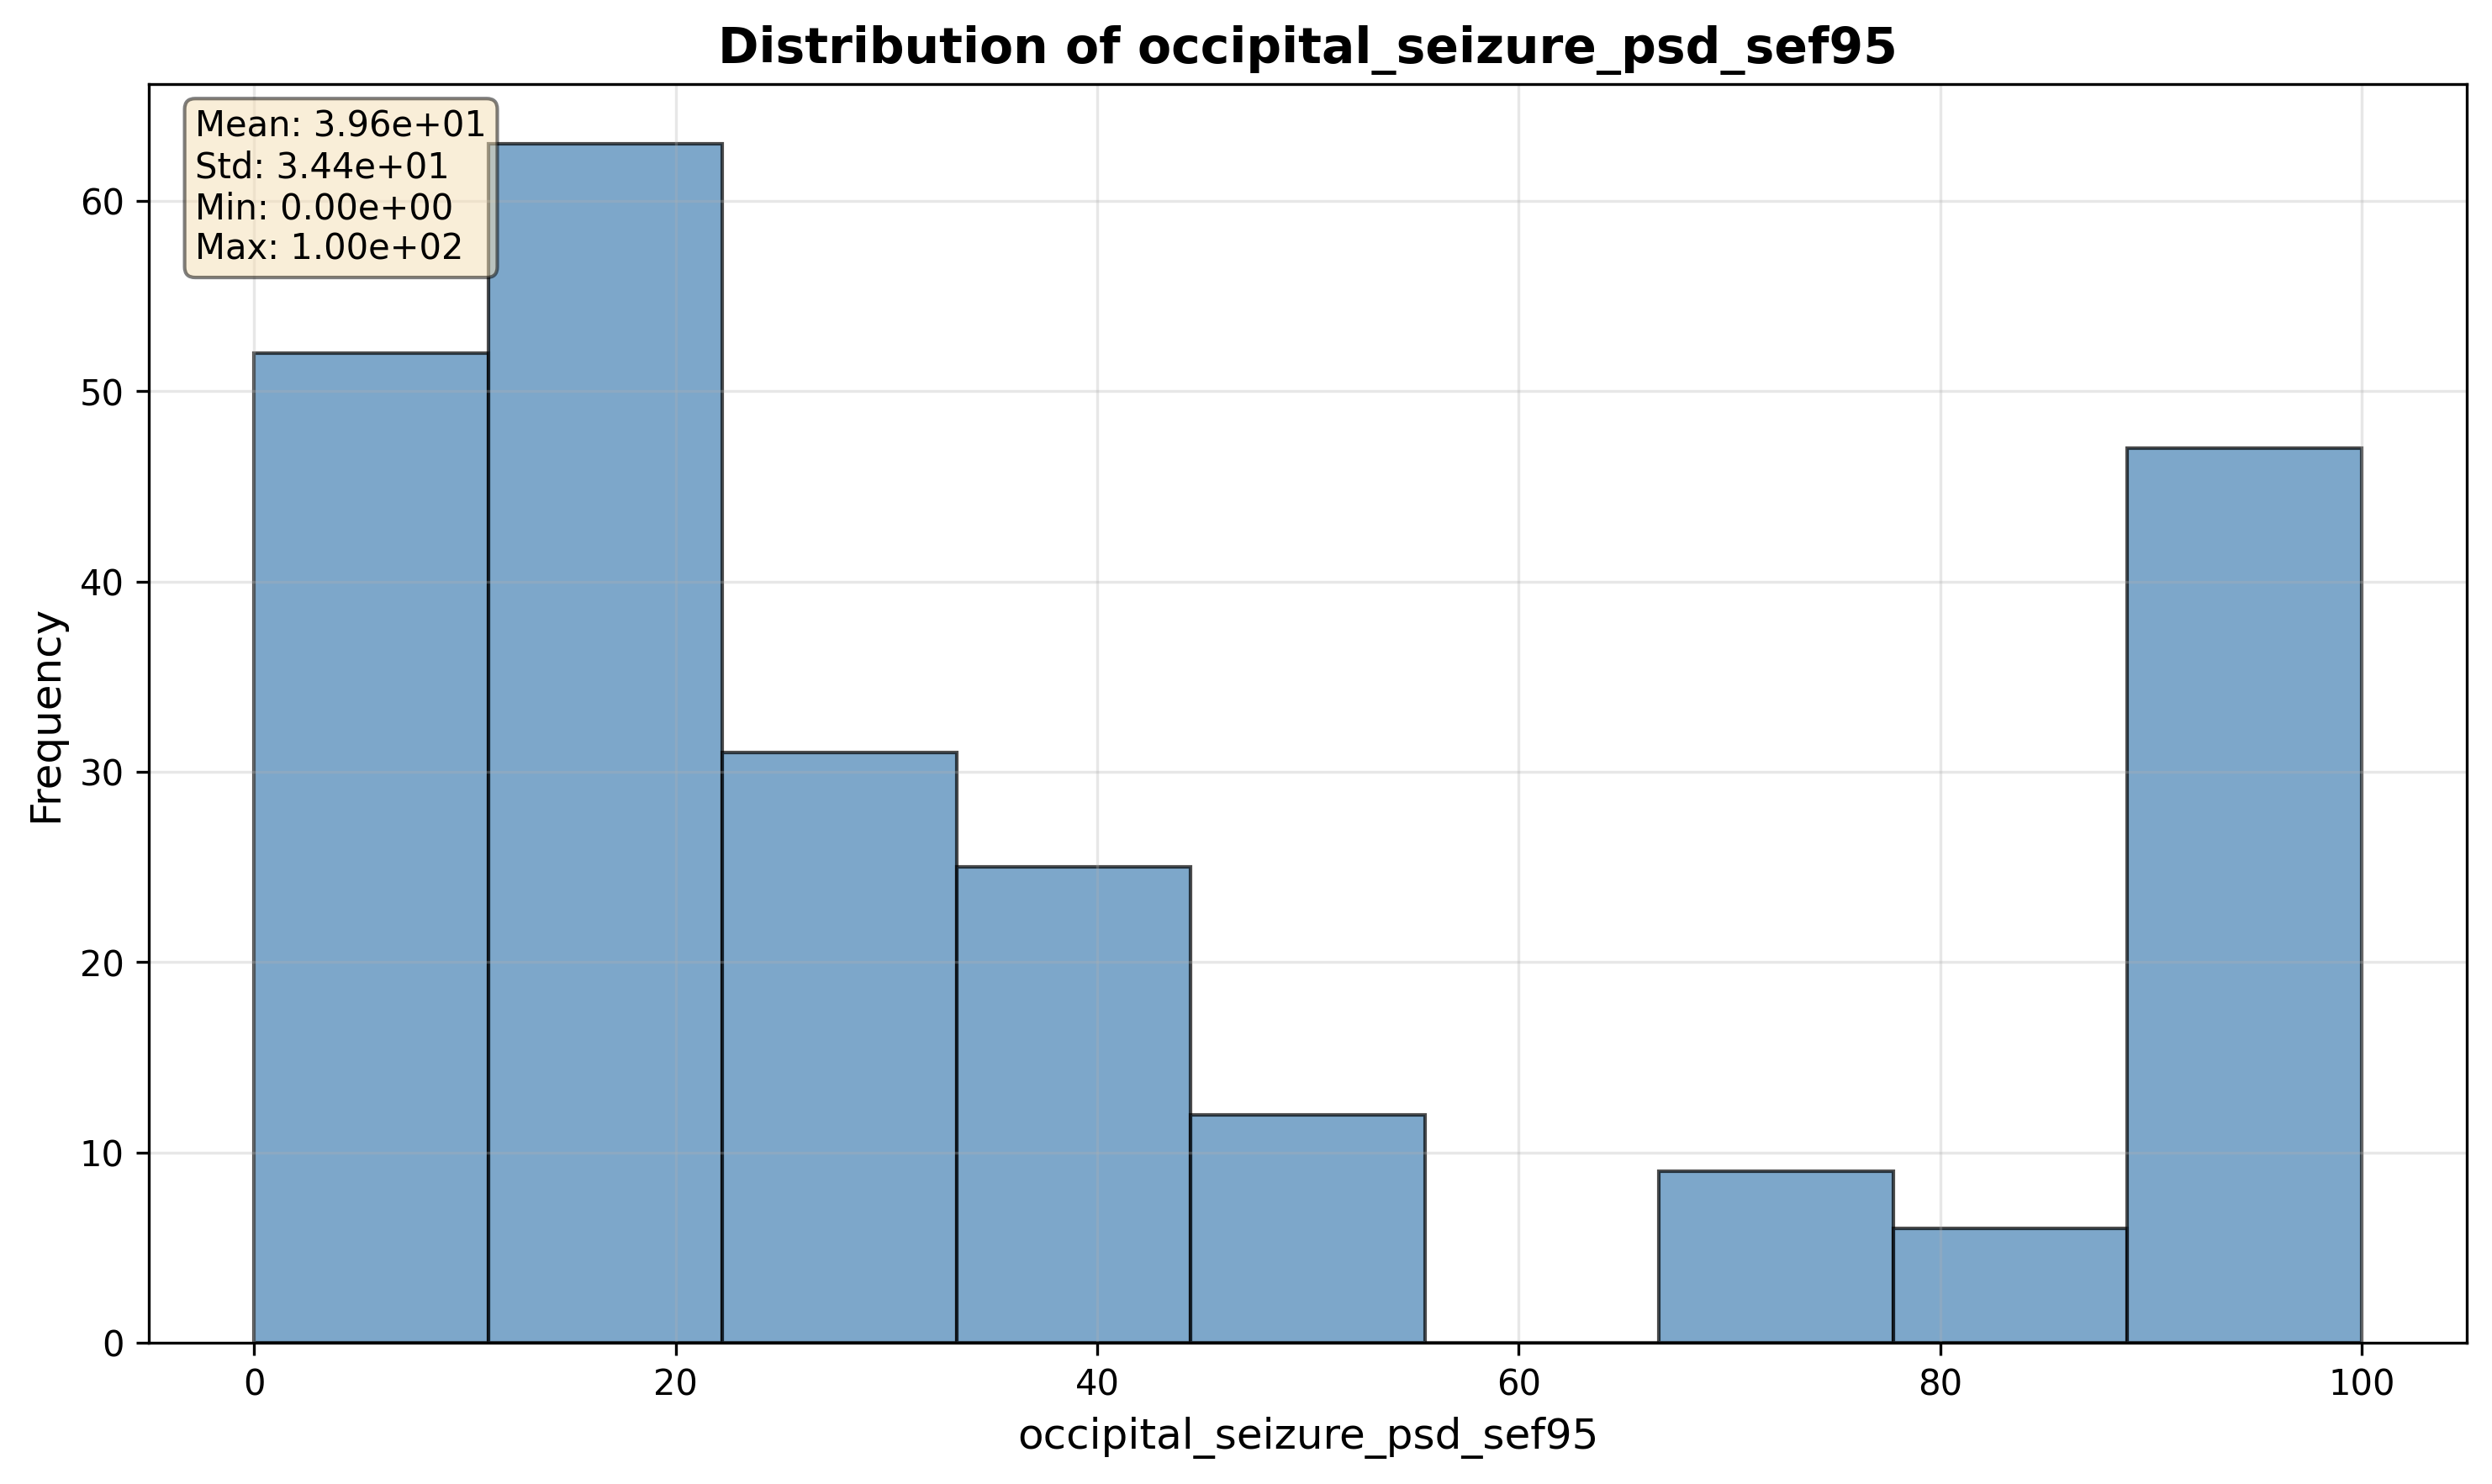 Distribution of occipital_seizure_psd_sef95
Mean: 3.96e+01
Std: 3.44e+01
Min: 0.00e+00
Max: 1.00e+02
Frequency
60
50
40
30
20
10
0
0 20 40 60 80 100
occipital_seizure_psd_sef95